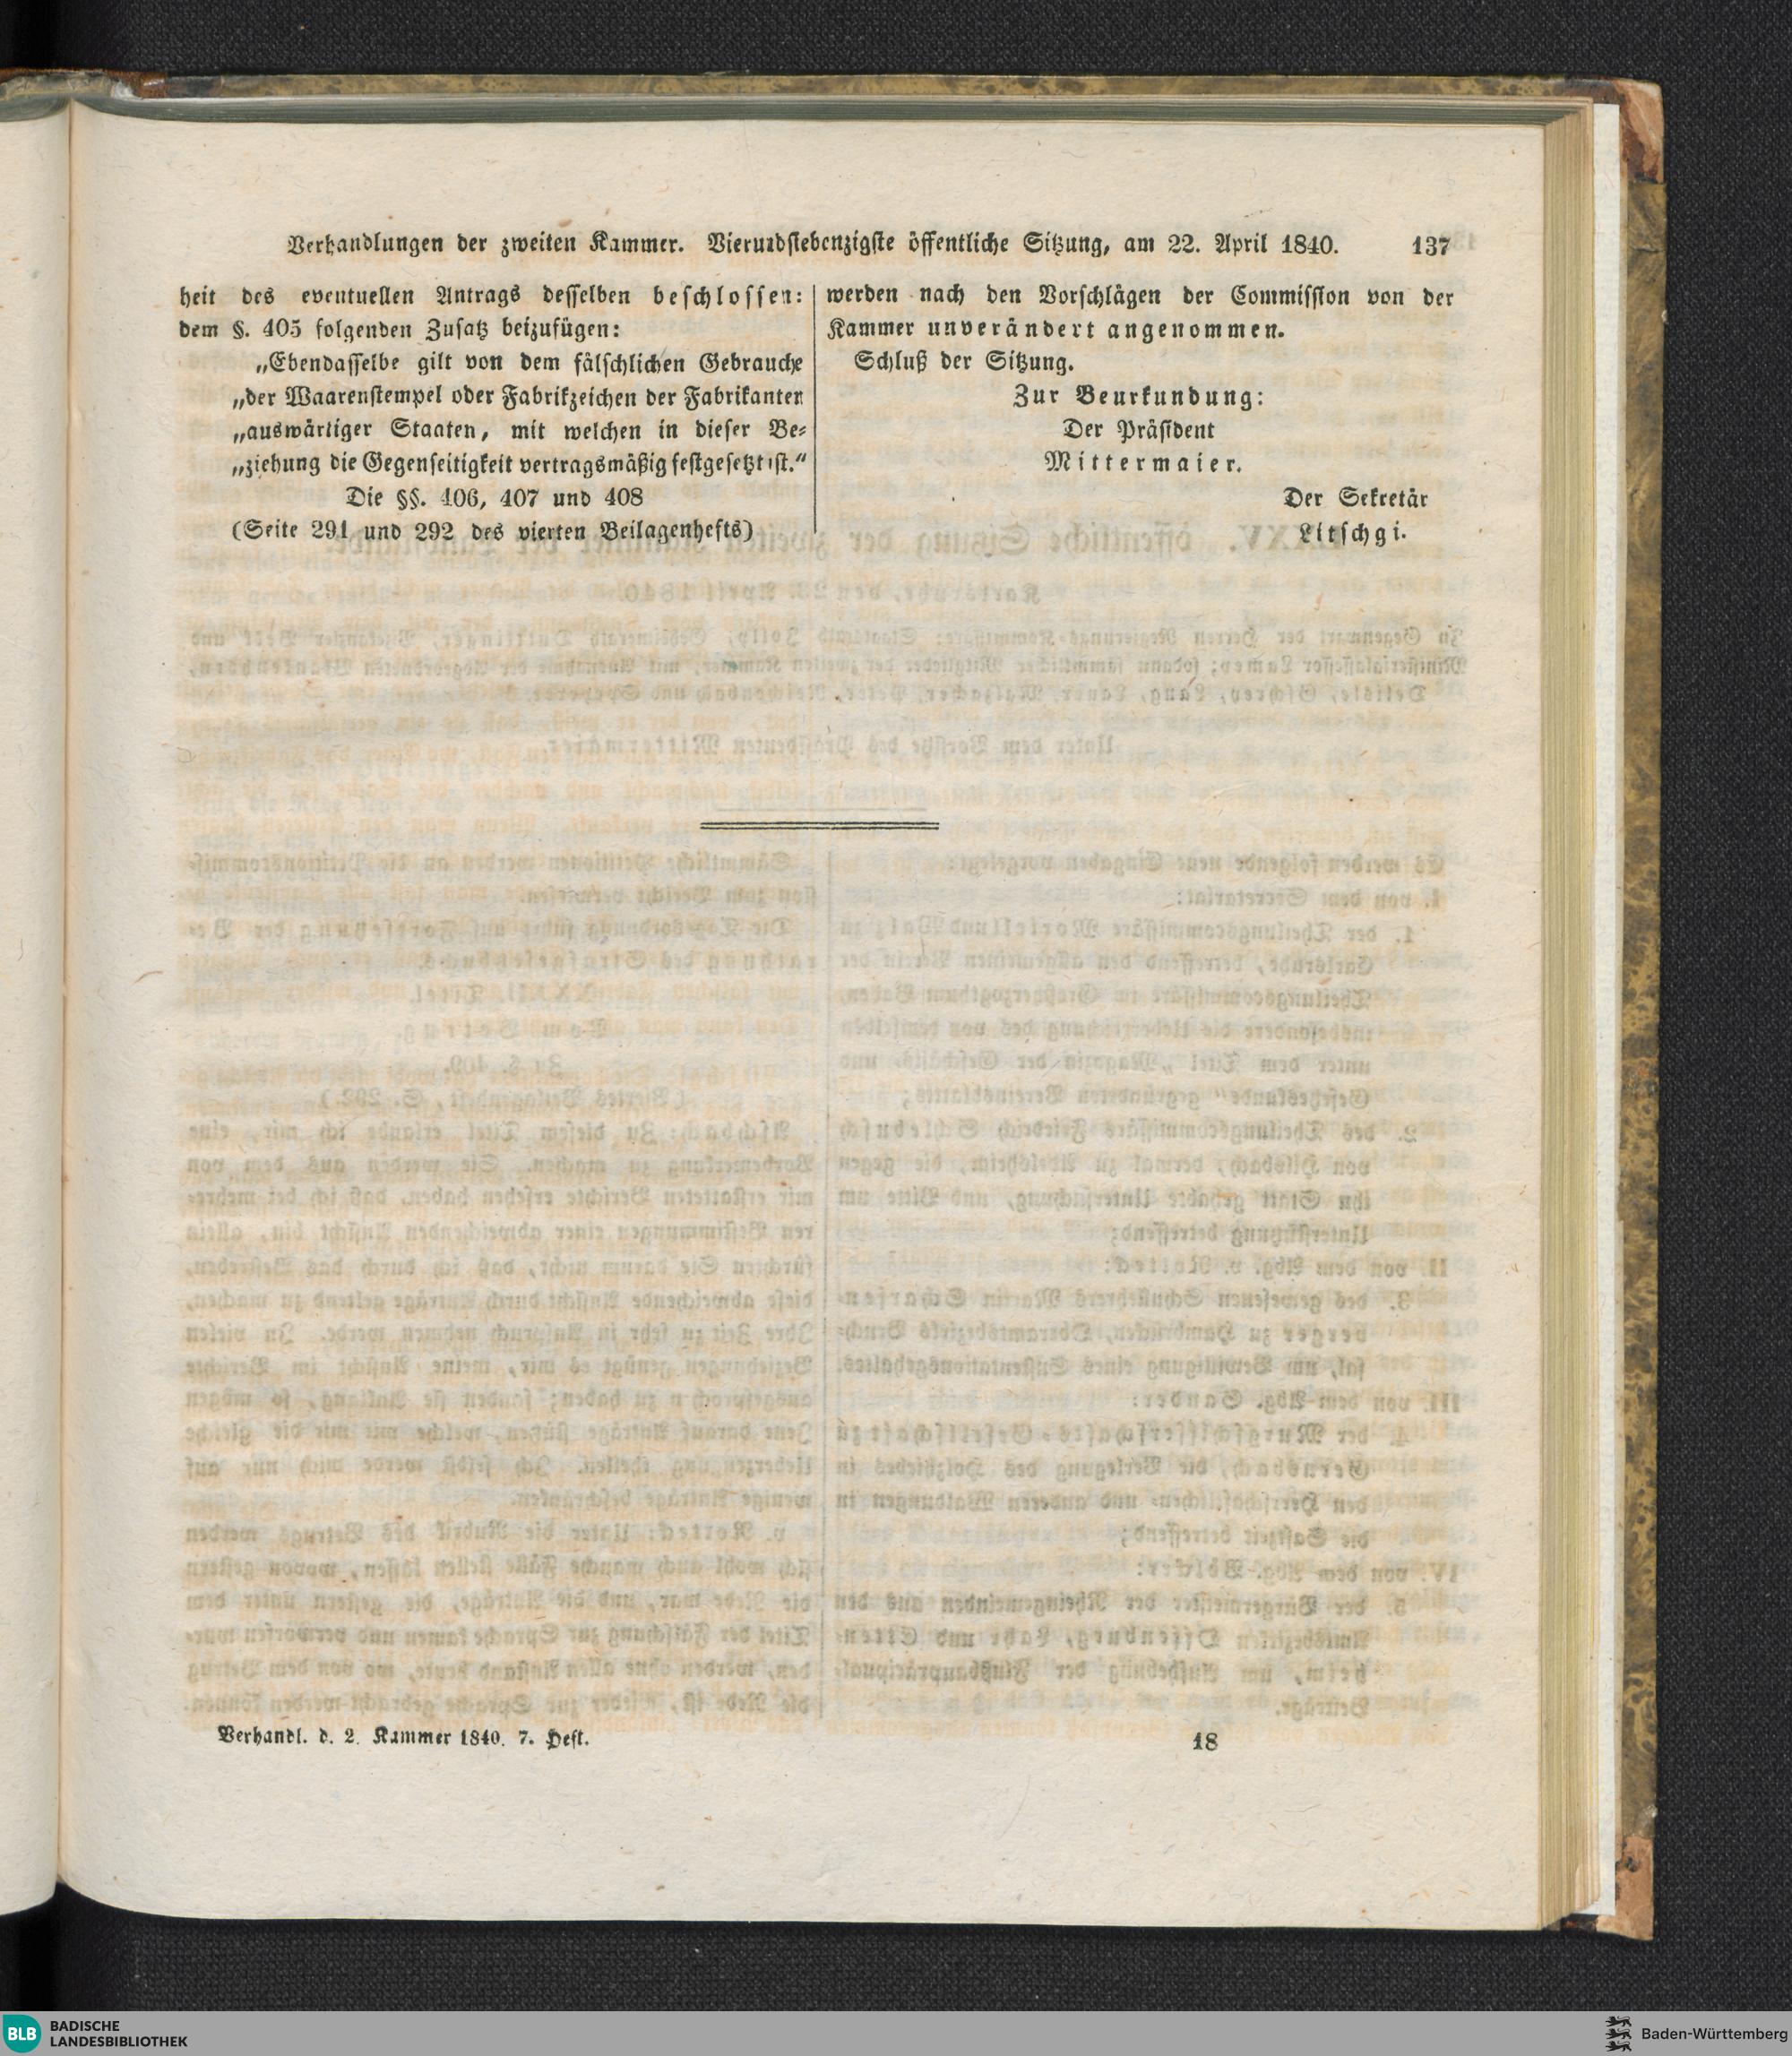 Verhandlungen der zweiten Kammer. Vierundsiebenzigste öffentliche Sitzung, am 22. April 1840. 137
heit des eventuellen Antrags desselben beschlossen:
dem §. 405 folgenden Zusatz beizufügen:
„Ebendasselbe gilt von dem fälschlichen Gebrauche
„der Waarenstempel oder Fabrikzeichen der Fabrikanten
„auswärtiger Staaten, mit welchen in dieser Be-
„ziehung die Gegenseitigkeit vertragsmäßig festgesetzt ist.“
Die §§. 406, 407 und 408
(Seite 291 und 292 des vierten Beilagenhefts)
werden nach den Vorschlägen der Commission von der
Kammer unverändert angenommen.
Schluß der Sitzung.
Zur Beurkundung:
Der Präsident
Mittermaier.
Der Sekretär
Litschgi.
Verhandl. d. 2. Kammer 1840. 7. Heft. 18
BLB BADISCHE
LANDESBIBLIOTHEK
Baden-Württemberg